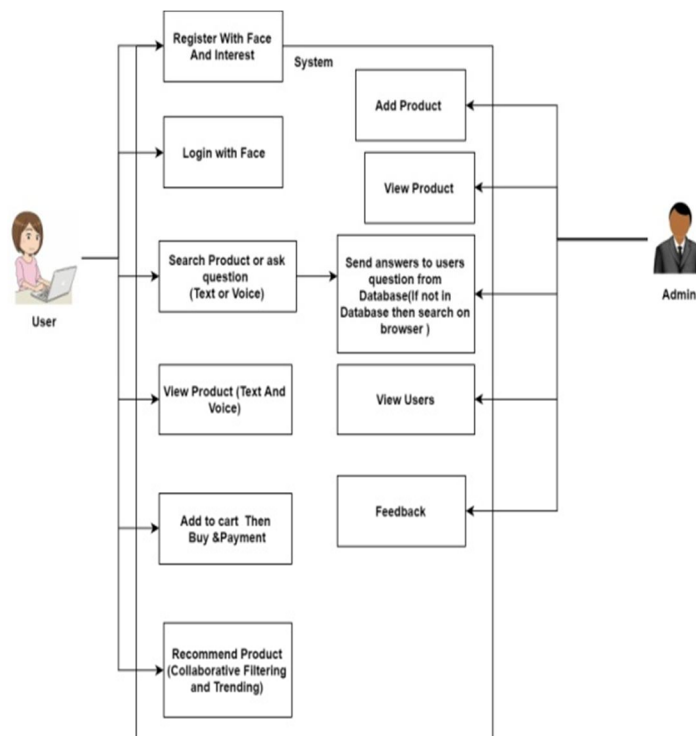 Register With Face
And Interest
System
Add Product
Login with Face
View Product
Search Product or ask
question
(Text or Voice)
Send answers to users
question from
Database(If not in
Database then search on
browser )
User
Admin
View Product (Text And
Voice)
View Users
Add to cart Then
Buy &Payment
Feedback
Recommend Product
(Collaborative Filtering
and Trending)